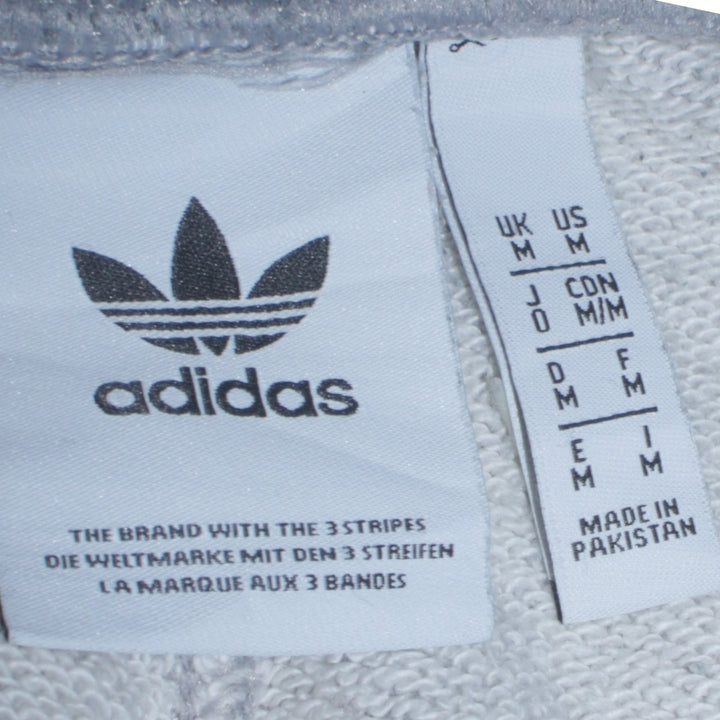 adidas
THE BRAND WITH THE 3 STRIPES
DIE WELTMARKE MIT DEN 3 STREIFEN
LA MARQUE AUX 3 BANDES
UK US
M M
J CDN
O M/M
D F
M M
E I
M M
MADE IN
PAKISTAN